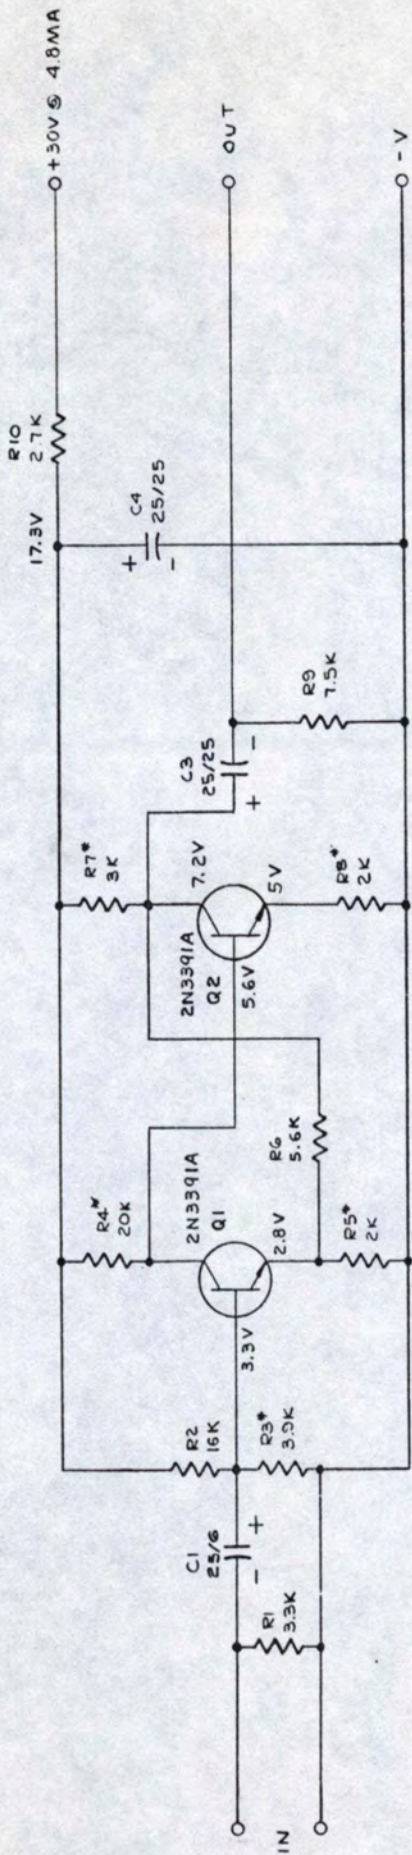 IN
R1
3.3K
C1
25/6
-
+
R2
16K
R3*
3.9K
3.3V
R4*
20K
2N3391A
Q1
2.8V
R5*
2K
R6
5.6K
2N3391A
Q2
5.6V
R7*
3K
7.2V
5V
R8*
2K
C3
25/25
+
-
R9
7.5K
17.3V
+
-
C4
25/25
R10
2.7K
+30V@ 4.8MA
OUT
-V